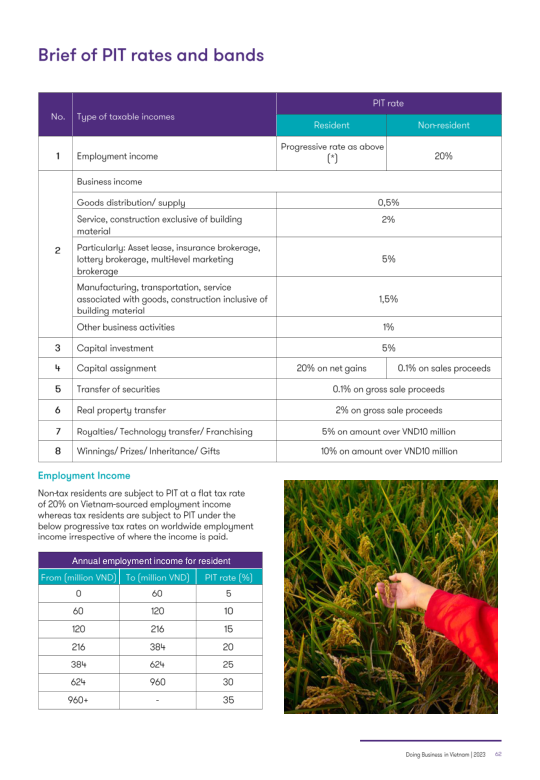 Brief of PIT rates and bands
No. Type of taxable incomes PIT rate
Resident Non-resident
1 Employment income Progressive rate as above (*) 20%
2 Business income
Goods distribution/ supply 0,5%
Service, construction exclusive of building material 2%
Particularly: Asset lease, insurance brokerage, lottery brokerage, multi-level marketing brokerage 5%
Manufacturing, transportation, service associated with goods, construction inclusive of building material 1,5%
Other business activities 1%
3 Capital investment 5%
4 Capital assignment 20% on net gains 0.1% on sales proceeds
5 Transfer of securities 0.1% on gross sale proceeds
6 Real property transfer 2% on gross sale proceeds
7 Royalties/ Technology transfer/ Franchising 5% on amount over VND10 million
8 Winnings/ Prizes/ Inheritance/ Gifts 10% on amount over VND10 million
Employment Income
Non-tax residents are subject to PIT at a flat tax rate
of 20% on Vietnam-sourced employment income
whereas tax residents are subject to PIT under the
below progressive tax rates on worldwide employment
income irrespective of where the income is paid.
Annual employment income for resident
From (million VND) To (million VND) PIT rate (%)
0 60 5
60 120 10
120 216 15
216 384 20
384 624 25
624 960 30
960+ - 35
Doing Business in Vietnam | 2023 62